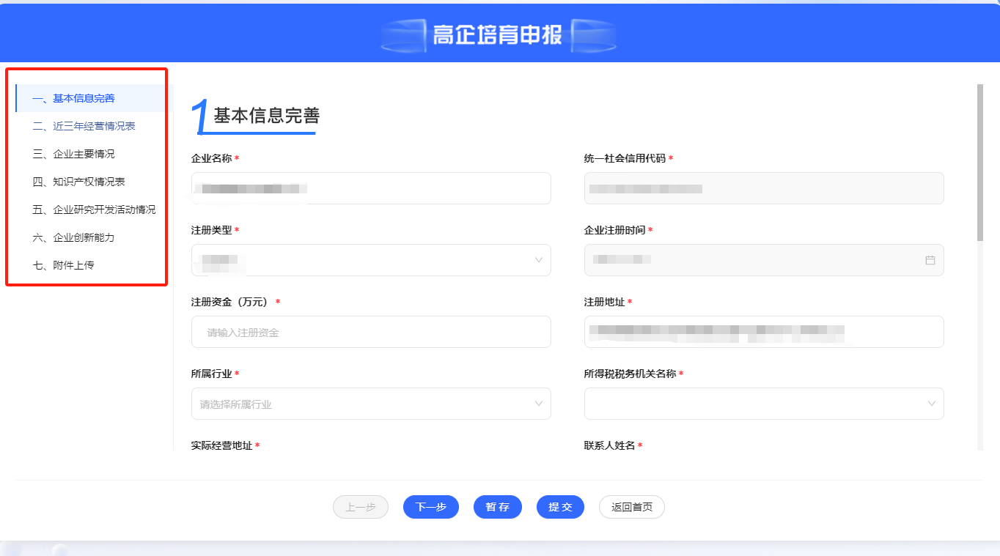 高企培育申报
一、基本信息完善
二、近三年经营情况表
三、企业主要情况
四、知识产权情况表
五、企业研究开发活动情况
六、企业创新能力
七、附件上传
1 基本信息完善
企业名称 *
统一社会信用代码 *
注册类型 *
企业注册时间 *
注册资金（万元） *
请输入注册资金
注册地址 *
所属行业 *
请选择所属行业
所得税税务机关名称 *
实际经营地址 *
联系人姓名 *
上一步
下一步
暂存
提交
返回首页